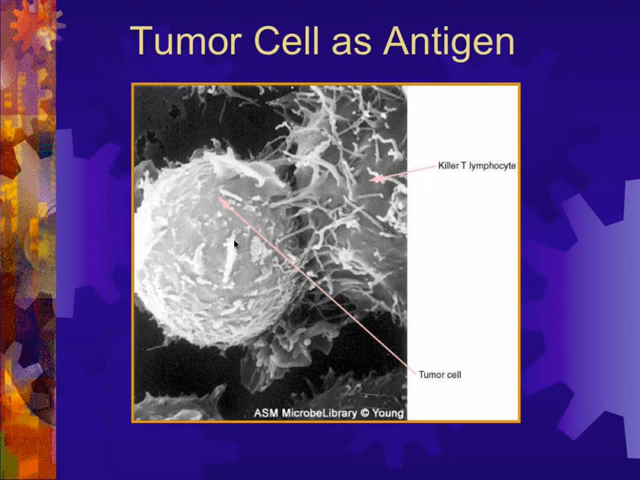 Tumor Cell as Antigen
Killer T lymphocyte
Tumor cell
ASM MicrobeLibrary © Young